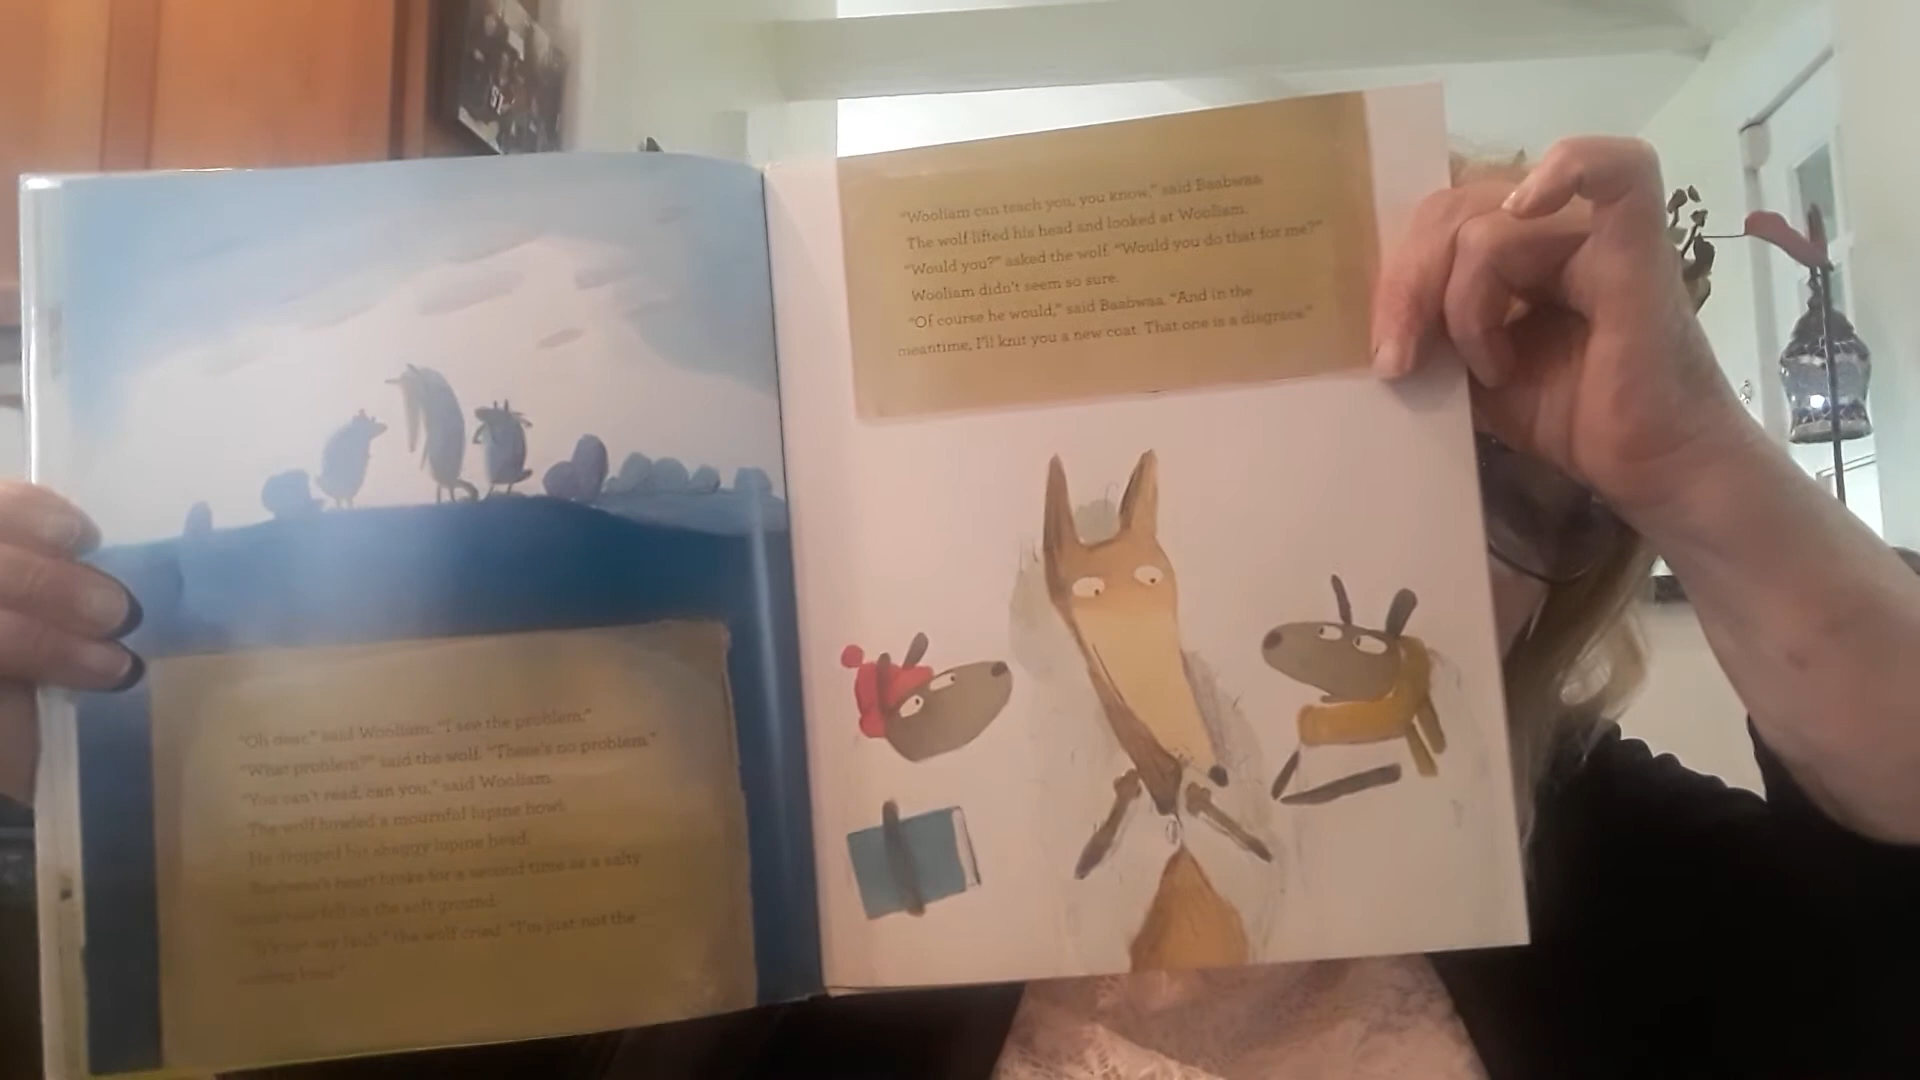 "Oh dear," said Wooliam. "I see the problem."
"What problem?" said the wolf. "There's no problem."
"You can't read, can you," said Wooliam.
The wolf howled a mournful lupine howl.
He dropped his shaggy lupine head.
Baabwaa's heart broke for a second time as a salty
tear fell on the soft ground.
my fault," the wolf cried. "I'm just not the
kind."
"Wooliam can teach you, you know," said Baabwaa.
The wolf lifted his head and looked at Wooliam.
"Would you?" asked the wolf. "Would you do that for me?"
Wooliam didn't seem so sure.
"Of course he would," said Baabwaa. "And in the
meantime, I'll knit you a new coat. That one is a disgrace."